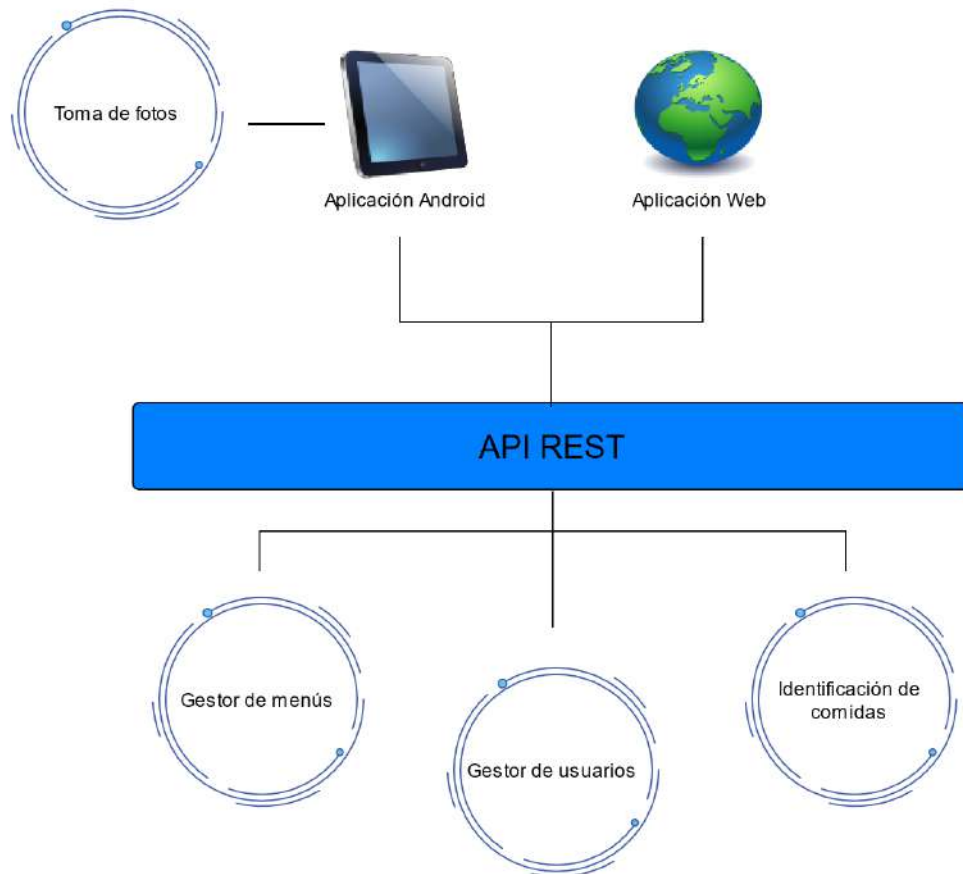 Toma de fotos
Aplicación Android
Aplicación Web
API REST
Gestor de menús
Gestor de usuarios
Identificación de
comidas